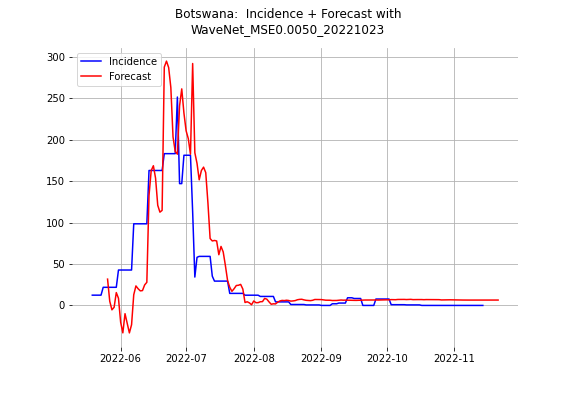 Botswana:  Incidence + Forecast with
WaveNet_MSE0.0050_20221023
Incidence
Forecast
300
250
200
150
100
50
0
2022-06 2022-07 2022-08 2022-09 2022-10 2022-11